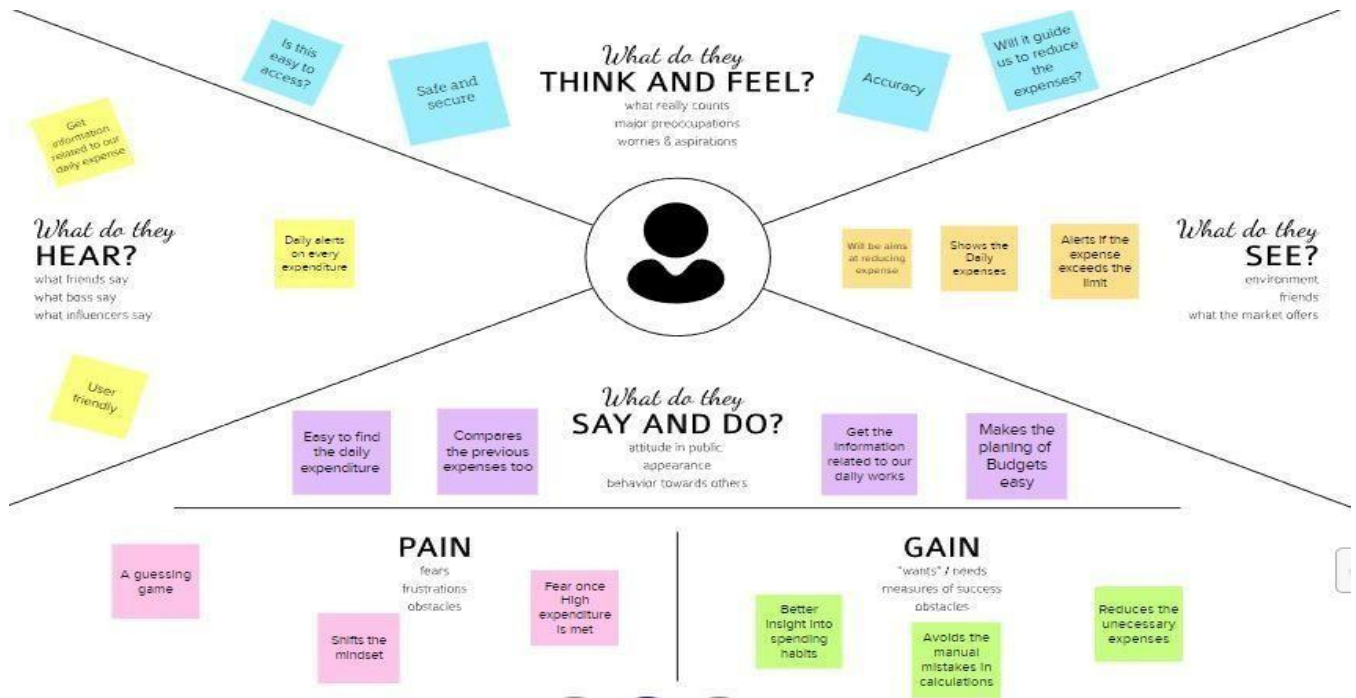 Is this
easy to
access?
Safe and
secure
What do they
THINK AND FEEL?
what really counts
major preoccupations
worries & aspirations
Accuracy
Will it guide
us to reduce
the
expenses?
Get
information
related to our
daily expense
What do they
HEAR?
what friends say
what boss say
what influencers say
Daily alerts
on every
expenditure
User
friendly
Will be aims
at reducing
expense
Shows the
Daily
expenses
Alerts if the
expense
exceeds the
limit
What do they
SEE?
environment
friends
what the market offers
Easy to find
the daily
expenditure
Compares
the previous
expenses too
What do they
SAY AND DO?
attitude in public
appearance
behavior towards others
Get the
information
related to our
daily works
Makes the
planing of
Budgets
easy
A guessing
game
PAIN
fears
frustrations
obstacles
Shifts the
mindset
Fear once
High
expenditure
is met
GAIN
"wants" / needs
measures of success
obstacles
Better
insight into
spending
habits
Avoids the
manual
mistakes in
calculations
Reduces the
unecessary
expenses